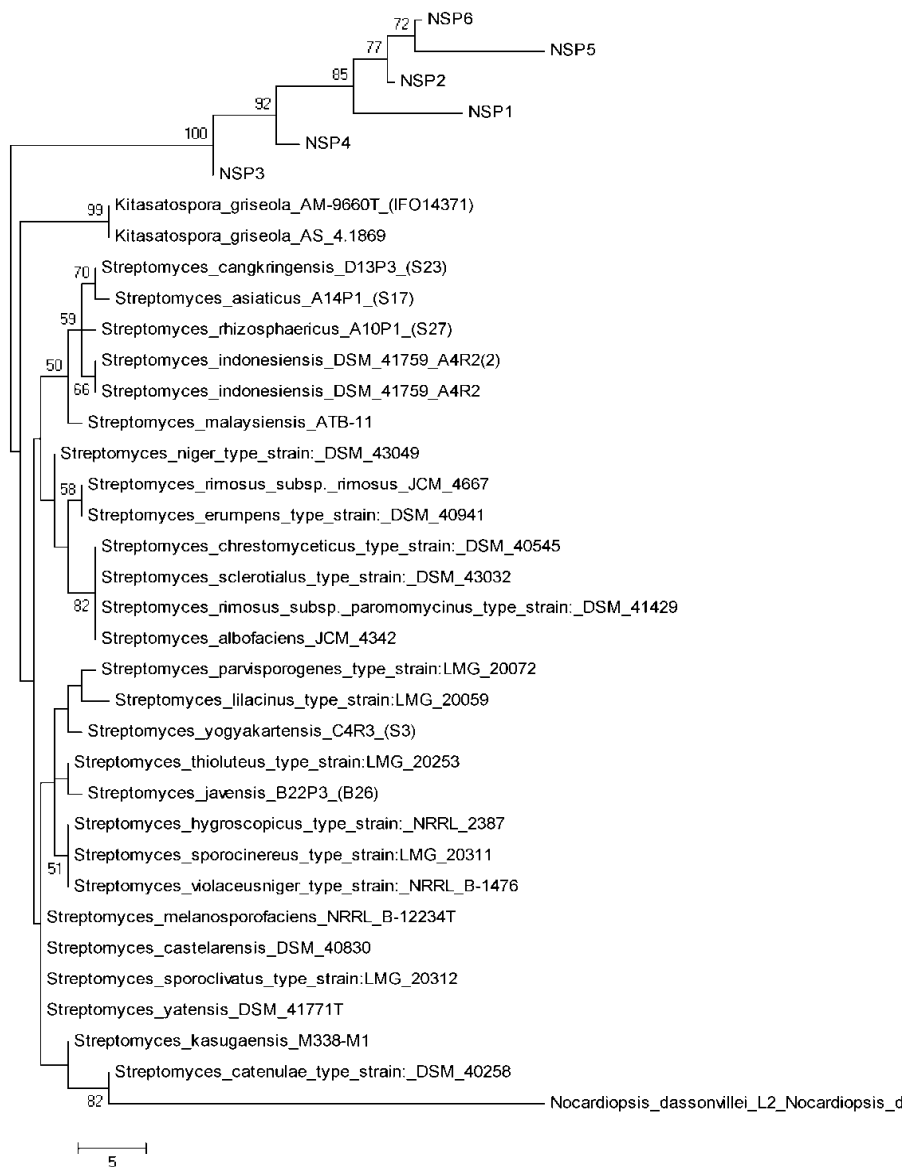 NSP6
72
NSP5
77
NSP2
85
NSP1
92
NSP4
100
NSP3
Kitasatospora_griseola_AM-9660T_(IFO14371)
99
Kitasatospora_griseola_AS_4.1869
Streptomyces_cangkringensis_D13P3_(S23)
70
Streptomyces_asiaticus_A14P1_(S17)
59
Streptomyces_rhizosphaericus_A10P1_(S27)
50
Streptomyces_indonesiensis_DSM_41759_A4R2(2)
66
Streptomyces_indonesiensis_DSM_41759_A4R2
Streptomyces_malaysiensis_ATB-11
Streptomyces_niger_type_strain:_DSM_43049
58
Streptomyces_rimosus_subsp._rimosus_JCM_4667
Streptomyces_erumpens_type_strain:_DSM_40941
Streptomyces_chrestomyceticus_type_strain:_DSM_40545
Streptomyces_sclerotialus_type_strain:_DSM_43032
82
Streptomyces_rimosus_subsp._paromomycinus_type_strain:_DSM_41429
Streptomyces_albofaciens_JCM_4342
Streptomyces_parvisporogenes_type_strain:LMG_20072
Streptomyces_lilacinus_type_strain:LMG_20059
Streptomyces_yogyakartensis_C4R3_(S3)
Streptomyces_thioluteus_type_strain:LMG_20253
Streptomyces_javensis_B22P3_(B26)
Streptomyces_hygroscopicus_type_strain:_NRRL_2387
Streptomyces_sporocinereus_type_strain:LMG_20311
51
Streptomyces_violaceusniger_type_strain:_NRRL_B-1476
Streptomyces_melanosporofaciens_NRRL_B-12234T
Streptomyces_castelarensis_DSM_40830
Streptomyces_sporoclivatus_type_strain:LMG_20312
Streptomyces_yatensis_DSM_41771T
Streptomyces_kasugaensis_M338-M1
Streptomyces_catenulae_type_strain:_DSM_40258
82
Nocardiopsis_dassonvillei_L2_Nocardiopsis_d
5